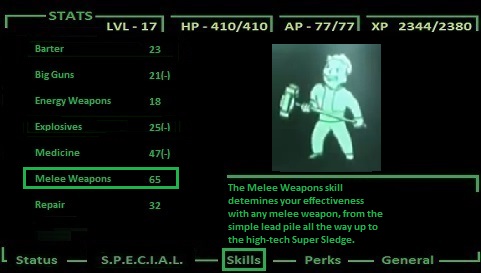 STATS
LVL - 17 HP - 410/410 AP - 77/77 XP 2344/2380
Barter 23
Big Guns 21(-)
Energy Weapons 18
Explosives 25(-)
Medicine 47(-)
Melee Weapons 65
Repair 32
The Melee Weapons skill
detemines your effectiveness
with any melee weapon, from the
simple lead pile all the way up to
the high-tech Super Sledge.
Status S.P.E.C.I.A.L. Skills Perks General